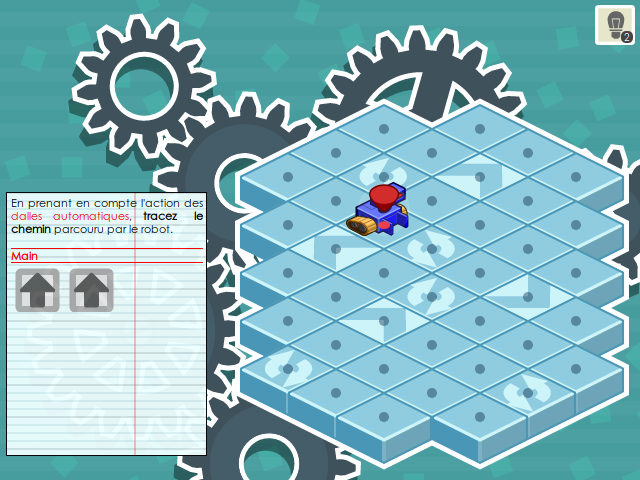 En prenant en compte l'action des
dalles automatiques, tracez le
chemin parcouru par le robot.
Main
2